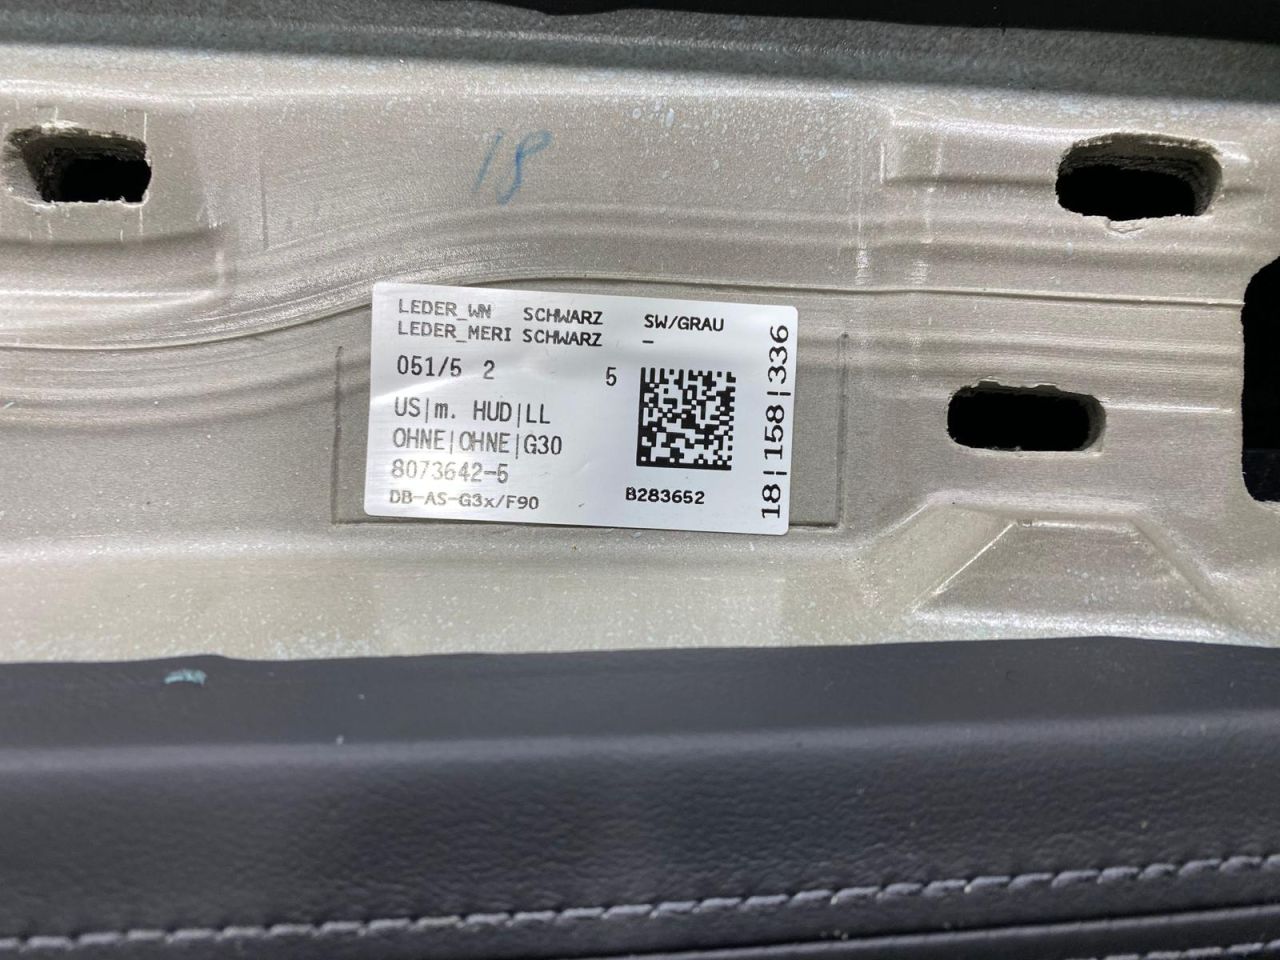 18
LEDER_WN SCHWARZ SW/GRAU
LEDER_MERI SCHWARZ –
051/5 2 5
US|m. HUD|LL
OHNE|OHNE|G30
8073642-5
DB-AS-G3x/F90 B283652
18|158|336